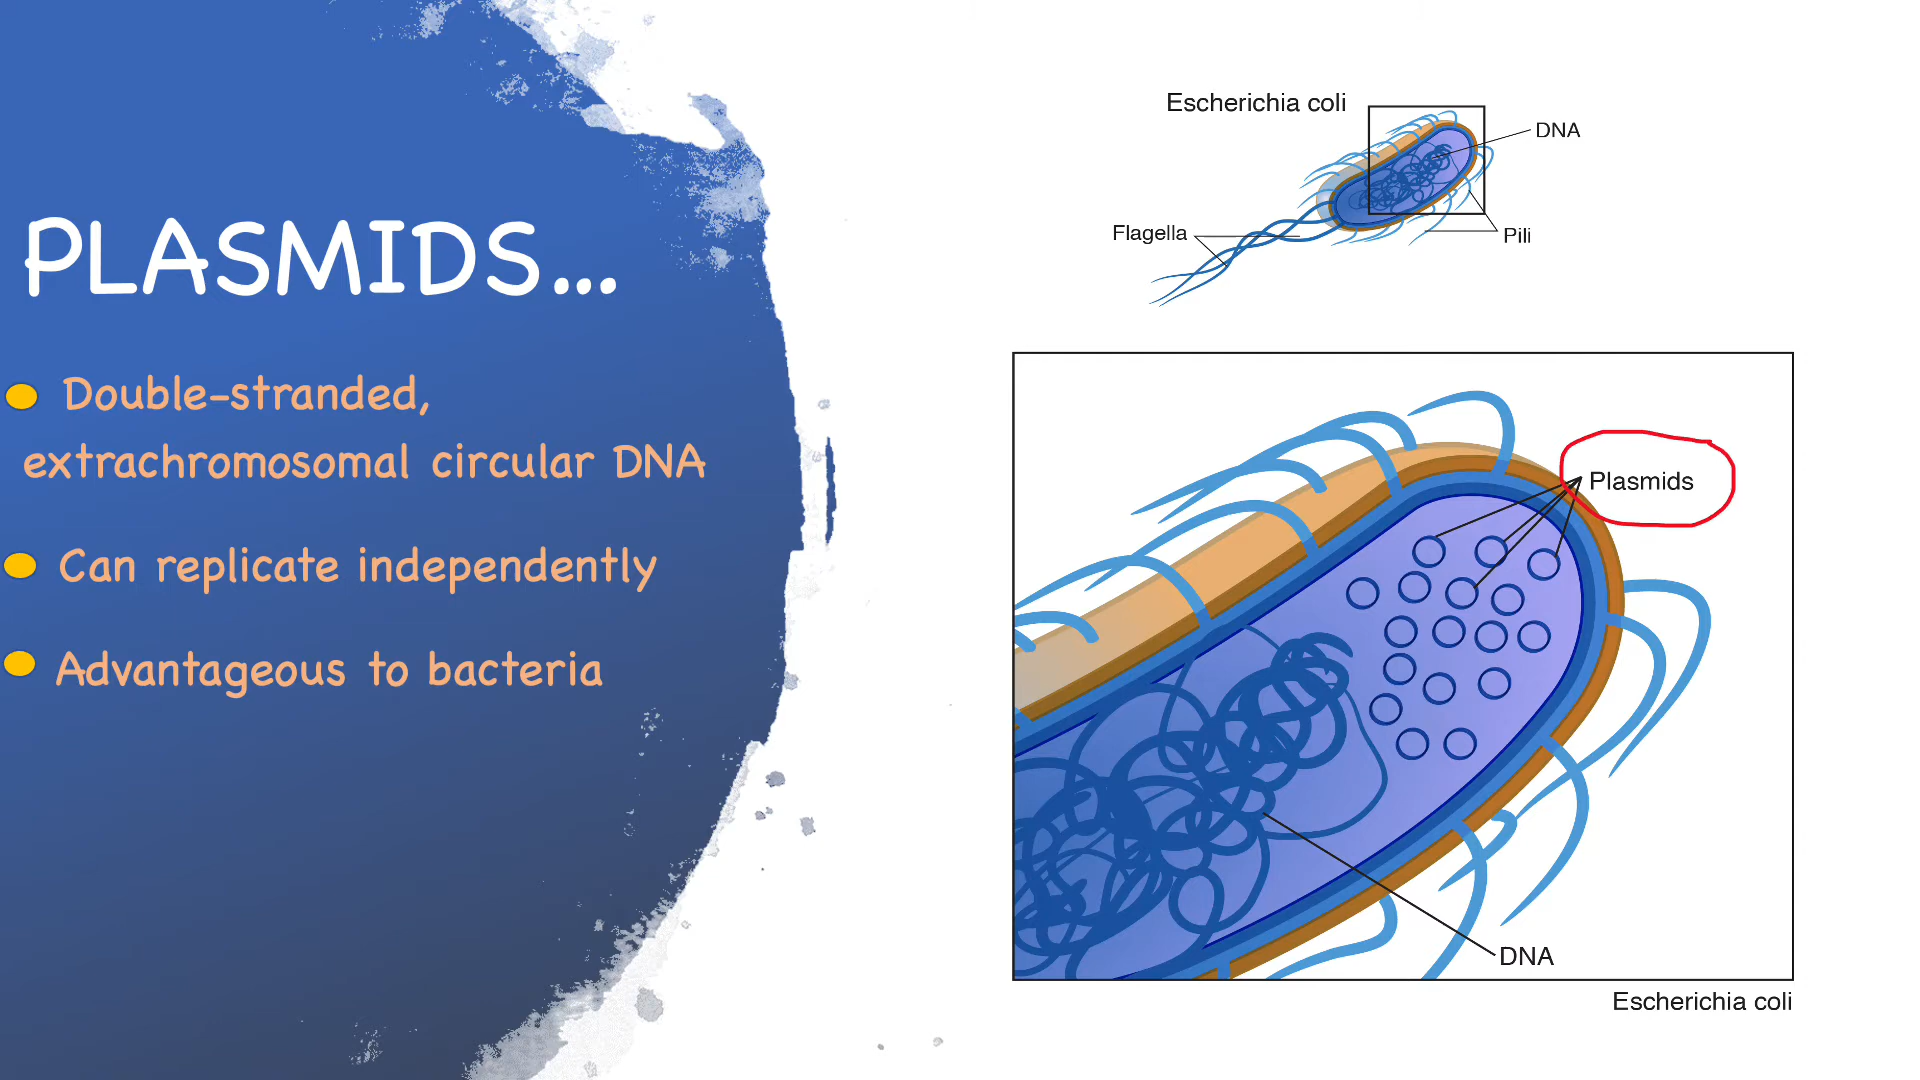 PLASMIDS...
Double-stranded,
extrachromosomal circular DNA
Can replicate independently
Advantageous to bacteria
Escherichia coli
DNA
Flagella
Pili
Plasmids
DNA
Escherichia coli